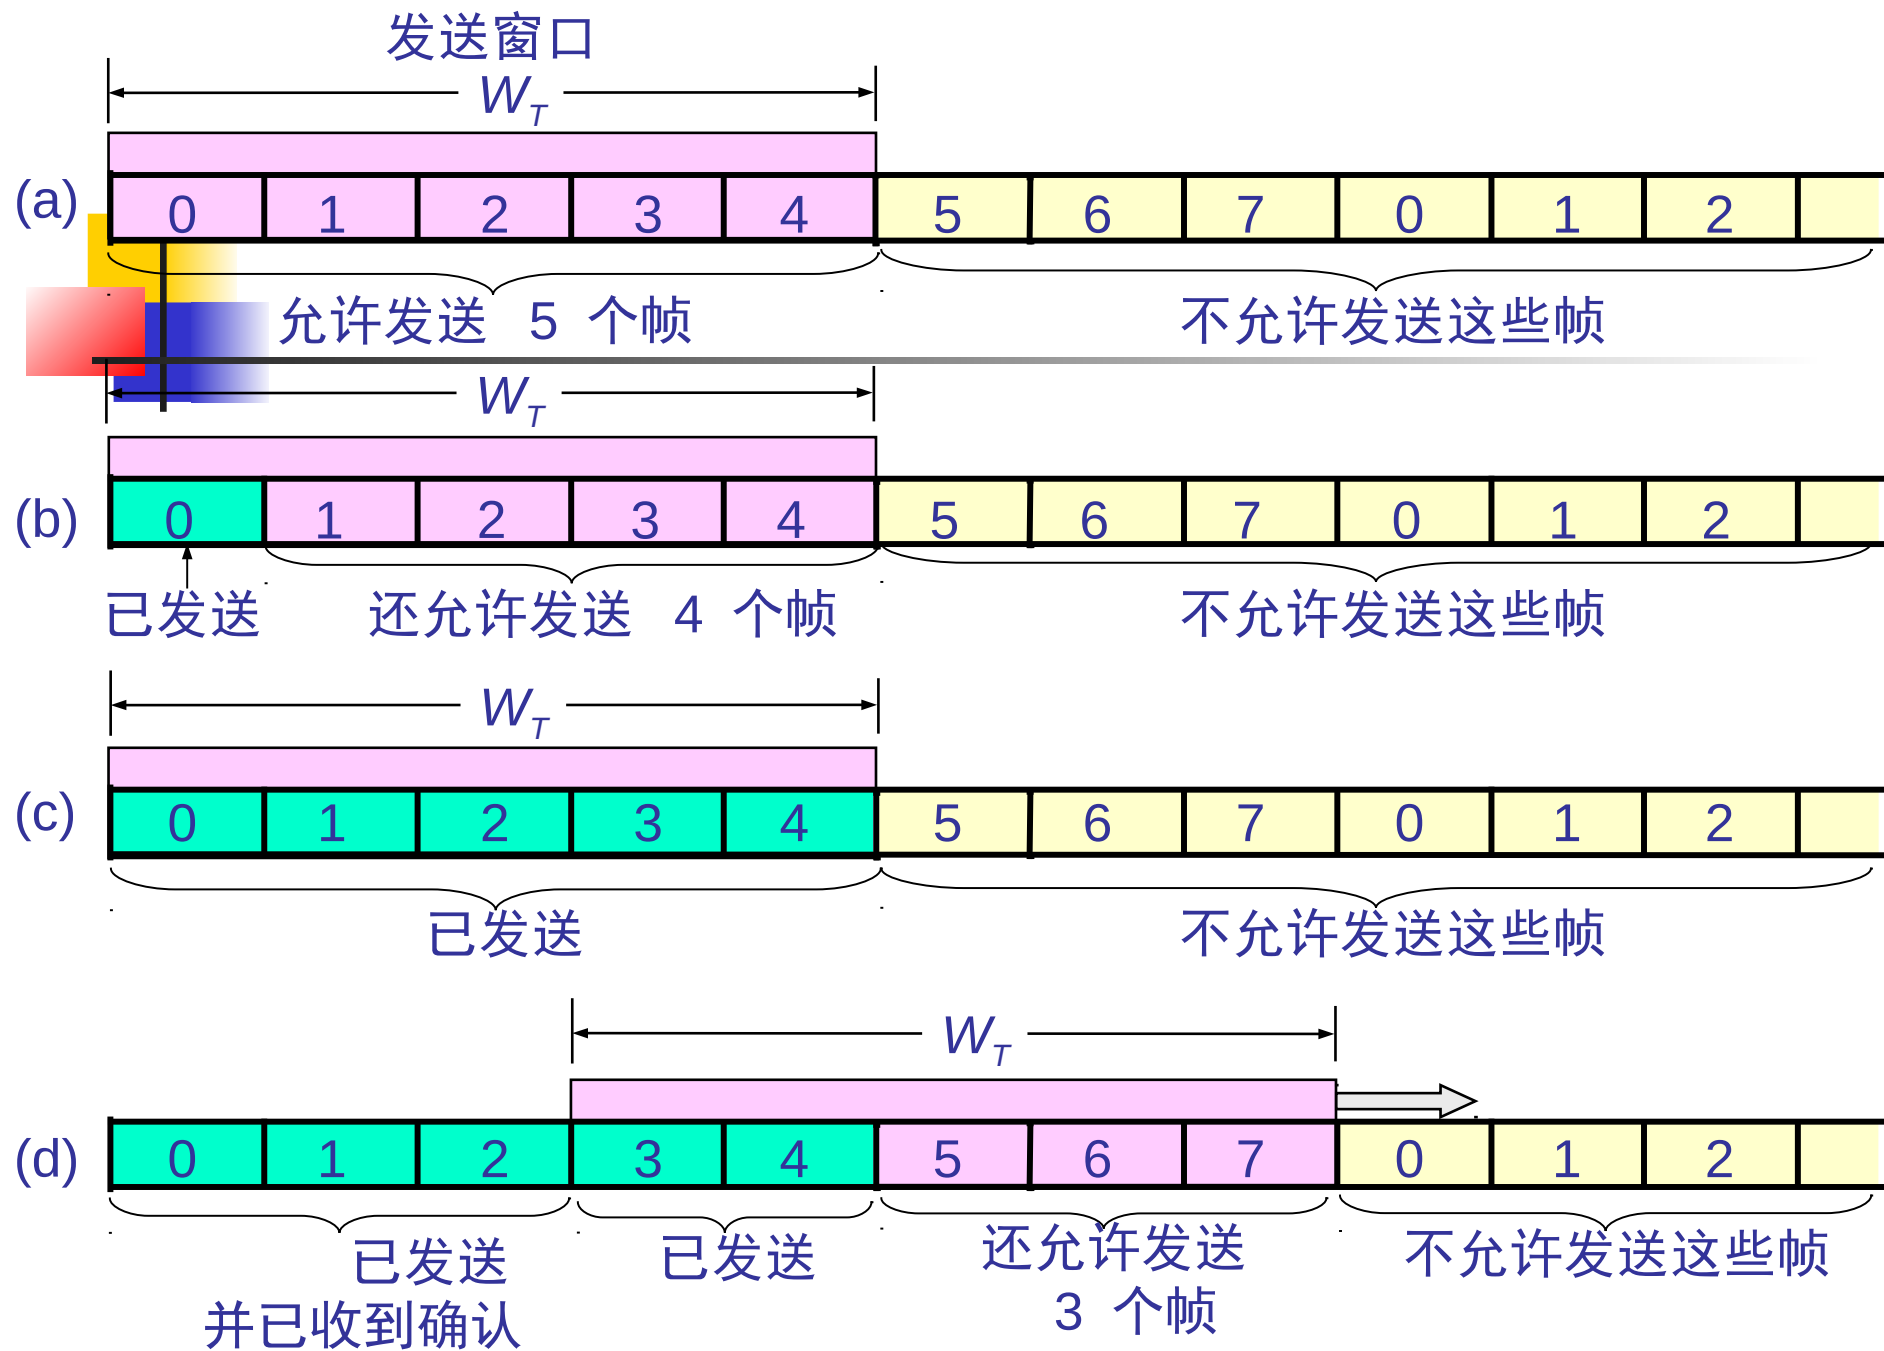 发送窗口
W_T
(a) 0 1 2 3 4 5 6 7 0 1 2
允许发送 5 个帧 不允许发送这些帧
W_T
(b) 0 1 2 3 4 5 6 7 0 1 2
已发送 还允许发送 4 个帧 不允许发送这些帧
W_T
(c) 0 1 2 3 4 5 6 7 0 1 2
已发送 不允许发送这些帧
W_T
(d) 0 1 2 3 4 5 6 7 0 1 2
已发送 已发送 还允许发送 不允许发送这些帧
并已收到确认 3 个帧